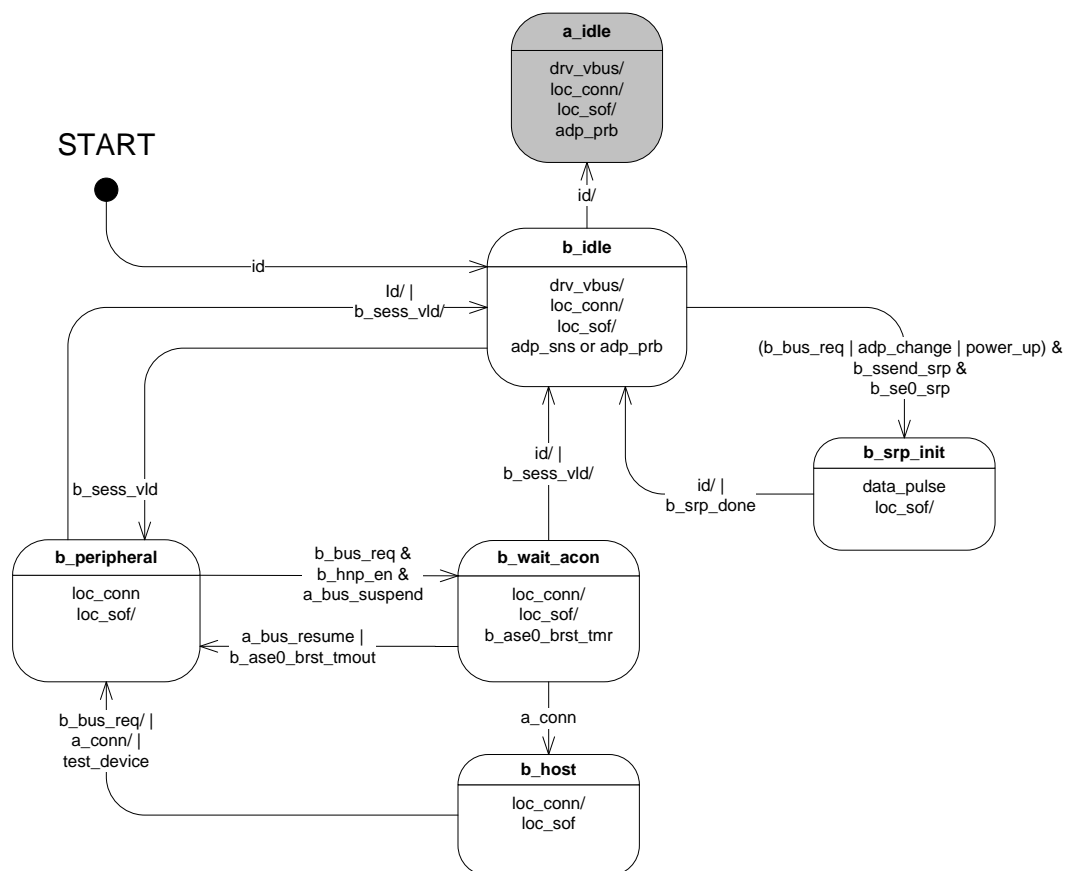 a_idle
drv_vbus/
loc_conn/
loc_sof/
adp_prb
START
id/
b_idle
id
drv_vbus/
loc_conn/
loc_sof/
adp_sns or adp_prb
Id/ |
b_sess_vld/
(b_bus_req | adp_change | power_up) &
b_ssend_srp &
b_se0_srp
b_sess_vld
id/ |
b_sess_vld/
id/ |
b_srp_done
b_srp_init
data_pulse
loc_sof/
b_peripheral
loc_conn
loc_sof/
b_bus_req &
b_hnp_en &
a_bus_suspend
b_wait_acon
loc_conn/
loc_sof/
b_ase0_brst_tmr
a_bus_resume |
b_ase0_brst_tmout
b_bus_req/ |
a_conn/ |
test_device
a_conn
b_host
loc_conn/
loc_sof